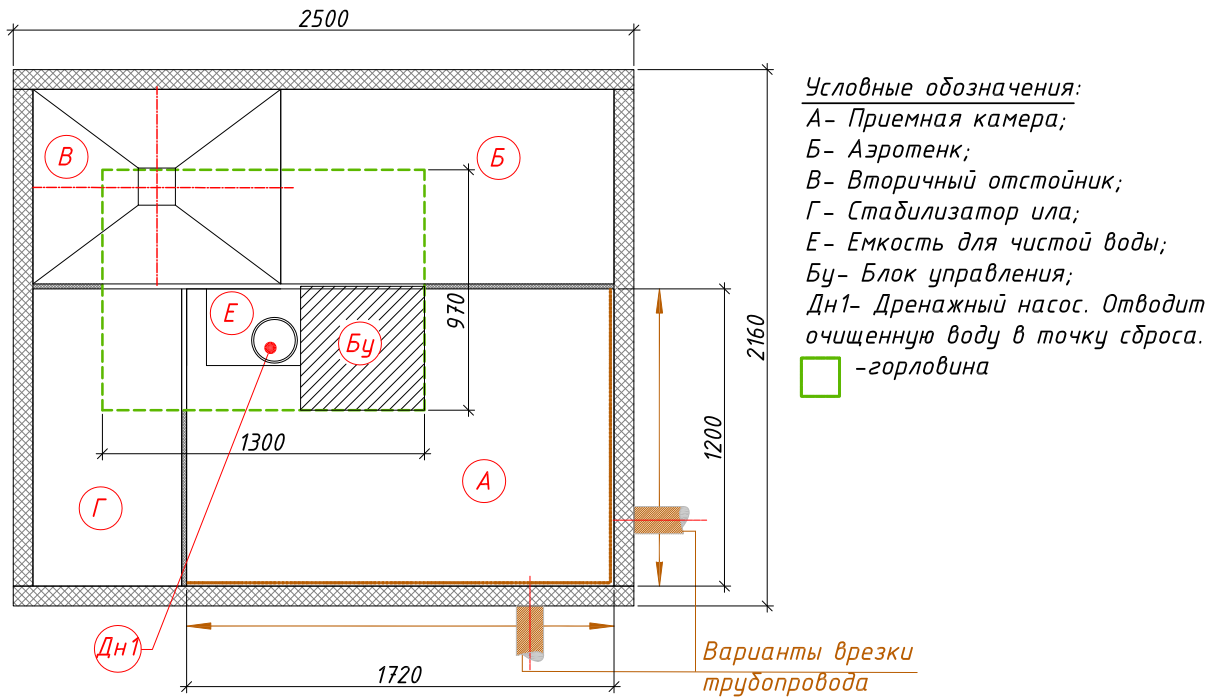 2500
В
Б
Е
Бу
970
2160
1300
1200
А
Г
Дн1
1720
Варианты врезки
трубопровода
Условные обозначения:
А- Приемная камера;
Б- Аэротенк;
В- Вторичный отстойник;
Г- Стабилизатор ила;
Е- Емкость для чистой воды;
Бу- Блок управления;
Дн1- Дренажный насос. Отводит
очищенную воду в точку сброса.
-горловина